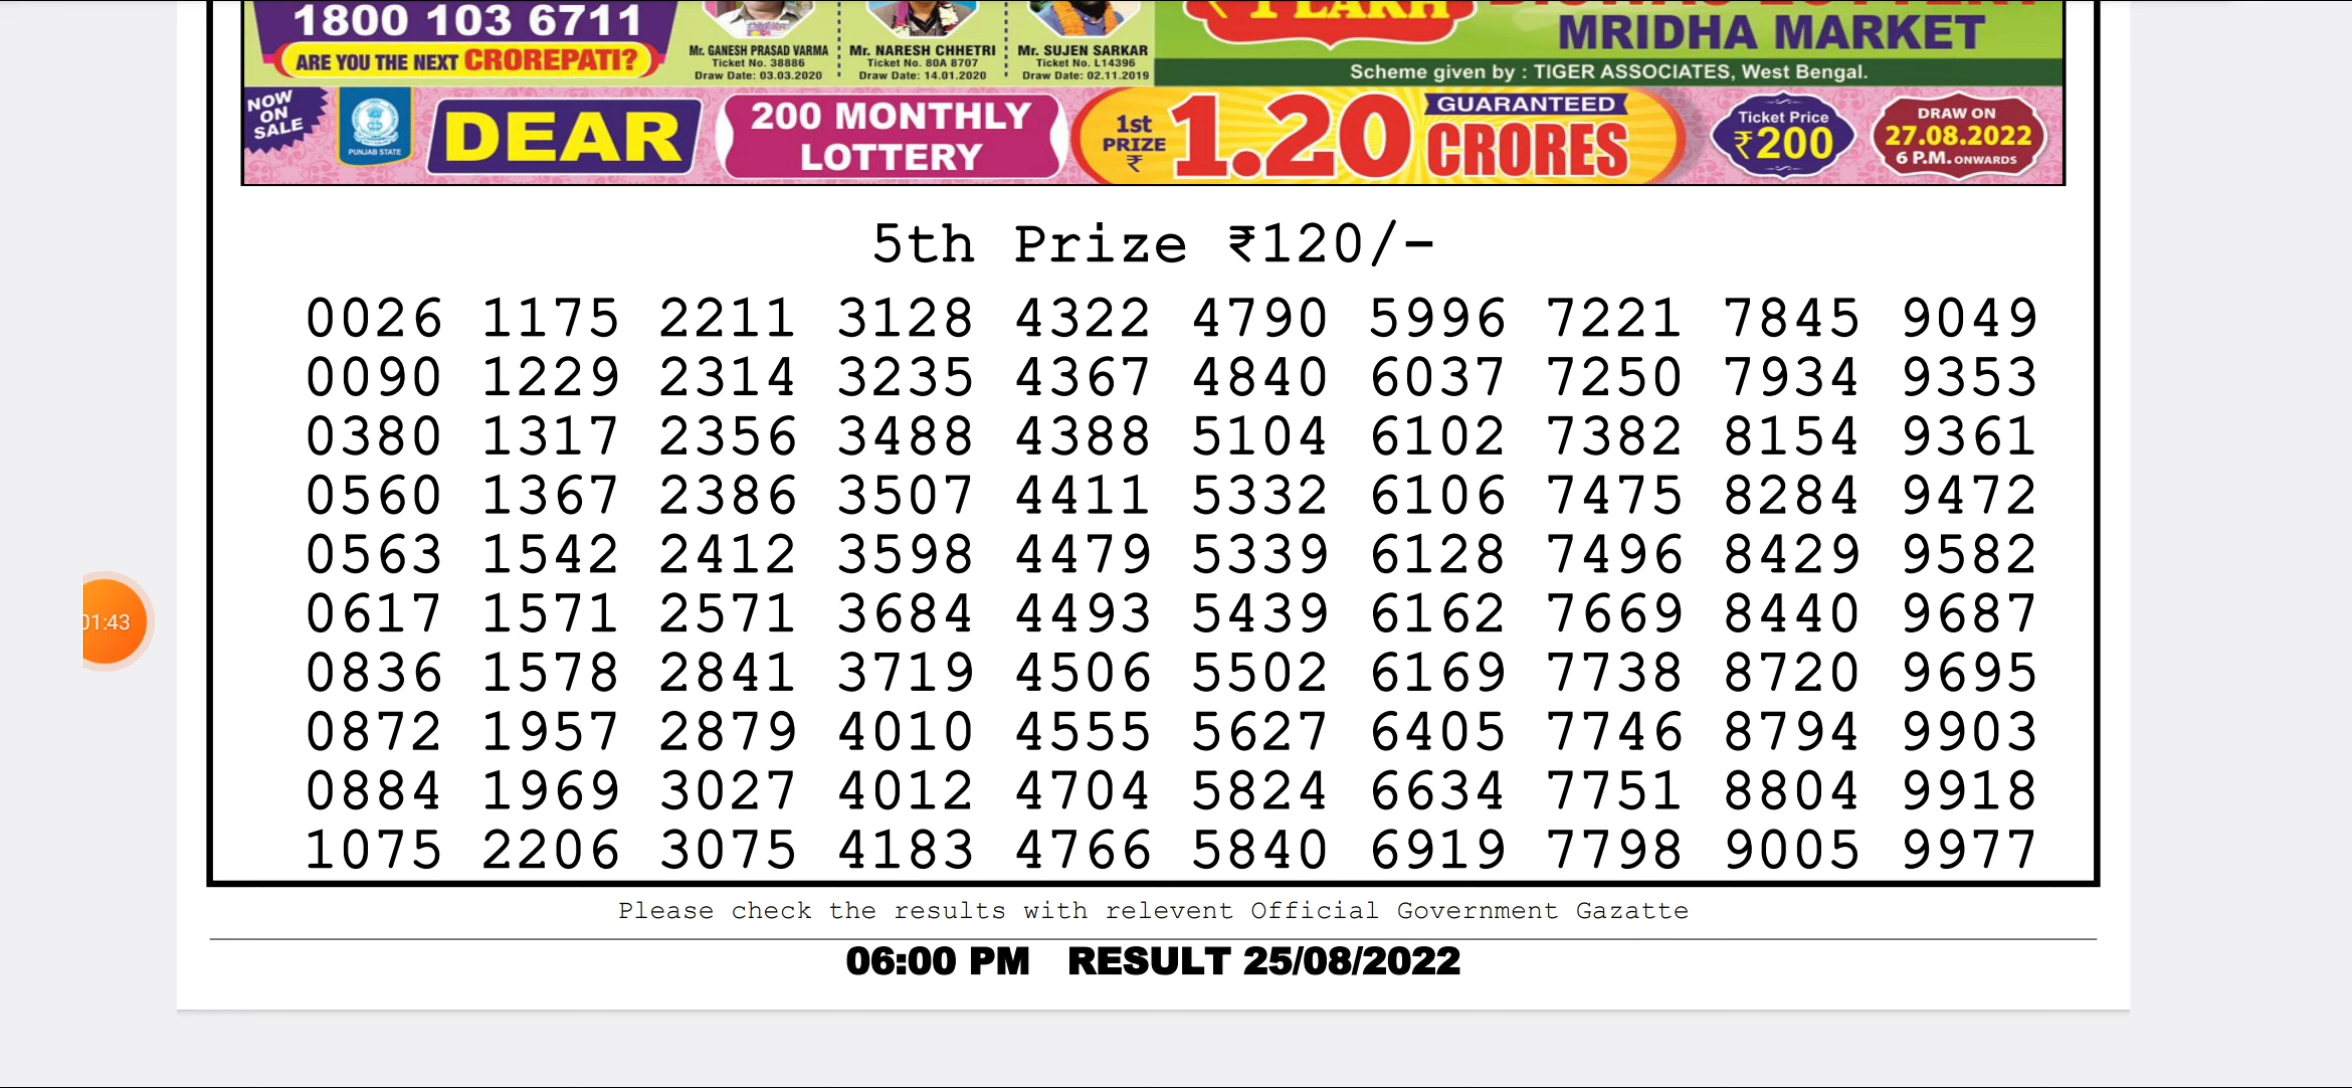 1800 103 6711
ARE YOU THE NEXT CROREPATI?
Mr. GANESH PRASAD VARMA
Ticket No. 38886
Draw Date: 03.03.2020
Mr. NARESH CHHETRI
Ticket No. 80A 8707
Draw Date: 14.01.2020
Mr. SUJEN SARKAR
Ticket No. L14396
Draw Date: 02.11.2019
MRIDHA MARKET
Scheme given by : TIGER ASSOCIATES, West Bengal.
NOW
ON
SALE
PUNJAB STATE
DEAR
200 MONTHLY
LOTTERY
1st
PRIZE
₹
1.20
GUARANTEED
CRORES
Ticket Price
₹200
DRAW ON
27.08.2022
6 P.M. ONWARDS
5th Prize ₹120/-
0026 1175 2211 3128 4322 4790 5996 7221 7845 9049
0090 1229 2314 3235 4367 4840 6037 7250 7934 9353
0380 1317 2356 3488 4388 5104 6102 7382 8154 9361
0560 1367 2386 3507 4411 5332 6106 7475 8284 9472
0563 1542 2412 3598 4479 5339 6128 7496 8429 9582
0617 1571 2571 3684 4493 5439 6162 7669 8440 9687
0836 1578 2841 3719 4506 5502 6169 7738 8720 9695
0872 1957 2879 4010 4555 5627 6405 7746 8794 9903
0884 1969 3027 4012 4704 5824 6634 7751 8804 9918
1075 2206 3075 4183 4766 5840 6919 7798 9005 9977
01:43
Please check the results with relevent Official Government Gazatte
06:00 PM RESULT 25/08/2022